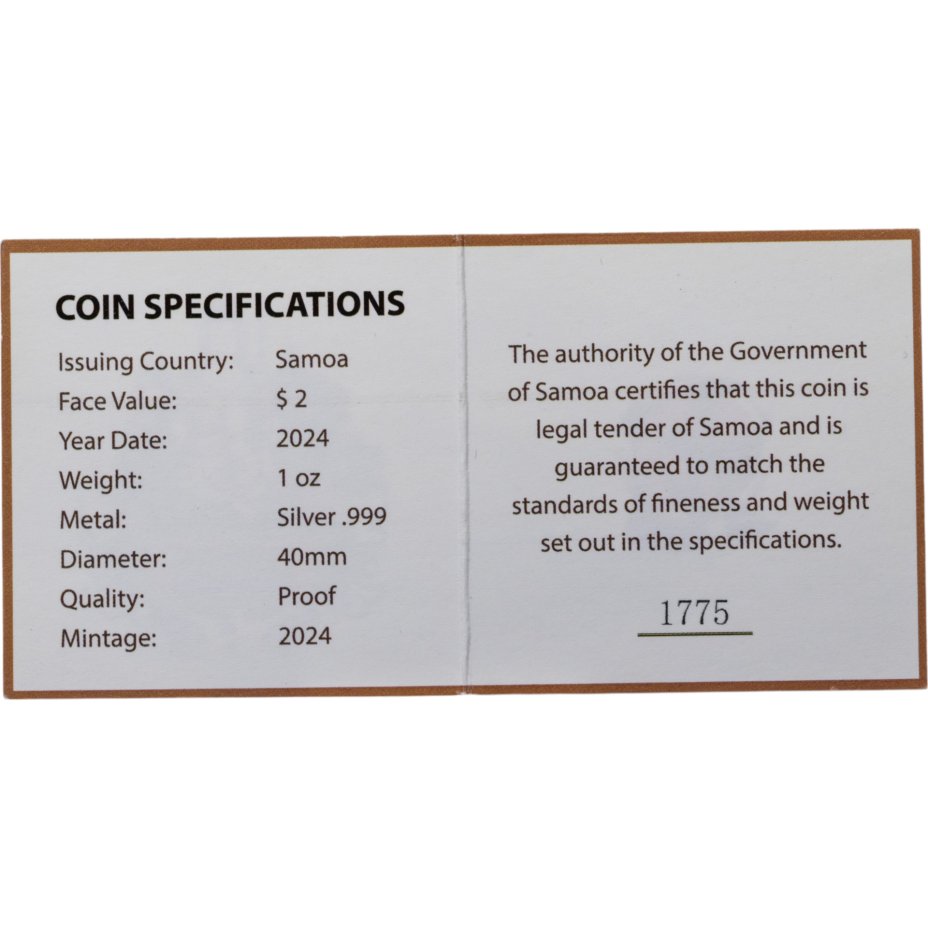 COIN SPECIFICATIONS
Issuing Country: Samoa
Face Value: $ 2
Year Date: 2024
Weight: 1 oz
Metal: Silver .999
Diameter: 40mm
Quality: Proof
Mintage: 2024
The authority of the Government
of Samoa certifies that this coin is
legal tender of Samoa and is
guaranteed to match the
standards of fineness and weight
set out in the specifications.
1775